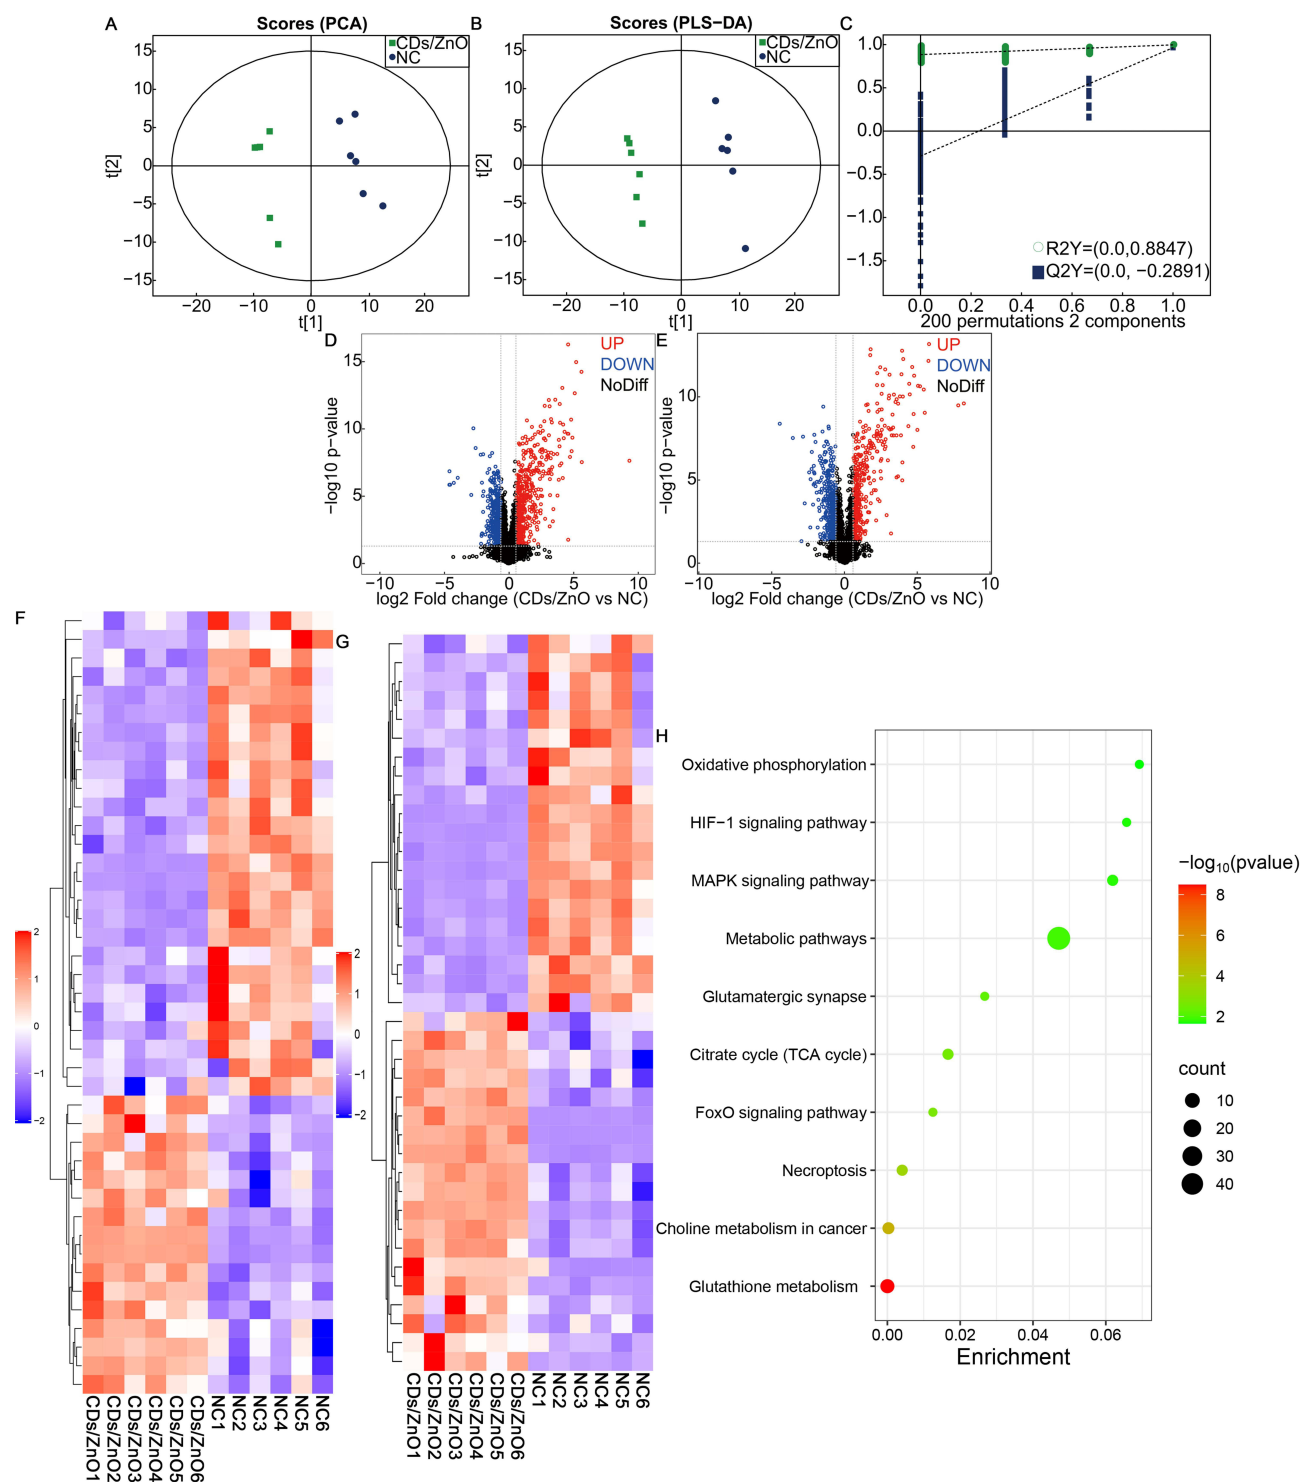 A
Scores (PCA)
CDs/ZnO
NC
15
10
5
0
−5
−10
−15
t[2]
−20
−10
0
10
20
t[1]
B
Scores (PLS−DA)
CDs/ZnO
NC
15
10
5
0
−5
−10
−15
t[2]
−20
−10
0
10
20
t[1]
C
1.0
0.5
0.0
−0.5
−1.0
−1.5
R2Y=(0.0,0.8847)
Q2Y=(0.0, −0.2891)
0.0
0.2
0.4
0.6
0.8
1.0
200 permutations 2 components
D
UP
DOWN
NoDiff
15
10
5
0
−log10 p−value
−10
−5
0
5
10
log2 Fold change (CDs/ZnO vs NC)
E
UP
DOWN
NoDiff
10
5
0
−log10 p−value
−10
−5
0
5
10
log2 Fold change (CDs/ZnO vs NC)
F
2
1
0
−1
−2
CDs/ZnO1
CDs/ZnO2
CDs/ZnO3
CDs/ZnO4
CDs/ZnO5
CDs/ZnO6
NC1
NC2
NC3
NC4
NC5
NC6
G
2
1
0
−1
−2
CDs/ZnO1
CDs/ZnO2
CDs/ZnO3
CDs/ZnO4
CDs/ZnO5
CDs/ZnO6
NC1
NC2
NC3
NC4
NC5
NC6
H
Oxidative phosphorylation
HIF−1 signaling pathway
MAPK signaling pathway
Metabolic pathways
Glutamatergic synapse
Citrate cycle (TCA cycle)
FoxO signaling pathway
Necroptosis
Choline metabolism in cancer
Glutathione metabolism
0.00
0.02
0.04
0.06
Enrichment
−log10(pvalue)
8
6
4
2
count
10
20
30
40